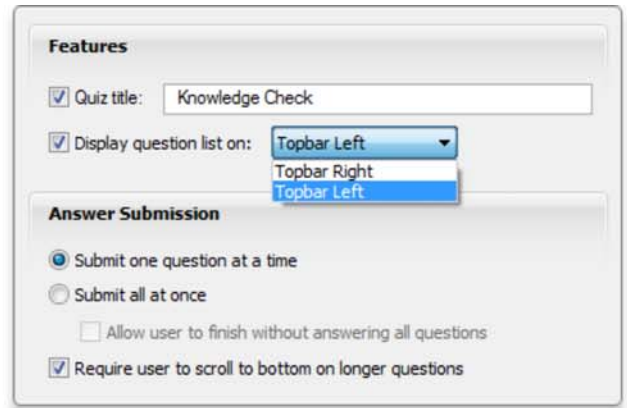 Features
Quiz title: Knowledge Check
Display question list on: Topbar Left
Topbar Right
Topbar Left
Answer Submission
Submit one question at a time
Submit all at once
Allow user to finish without answering all questions
Require user to scroll to bottom on longer questions